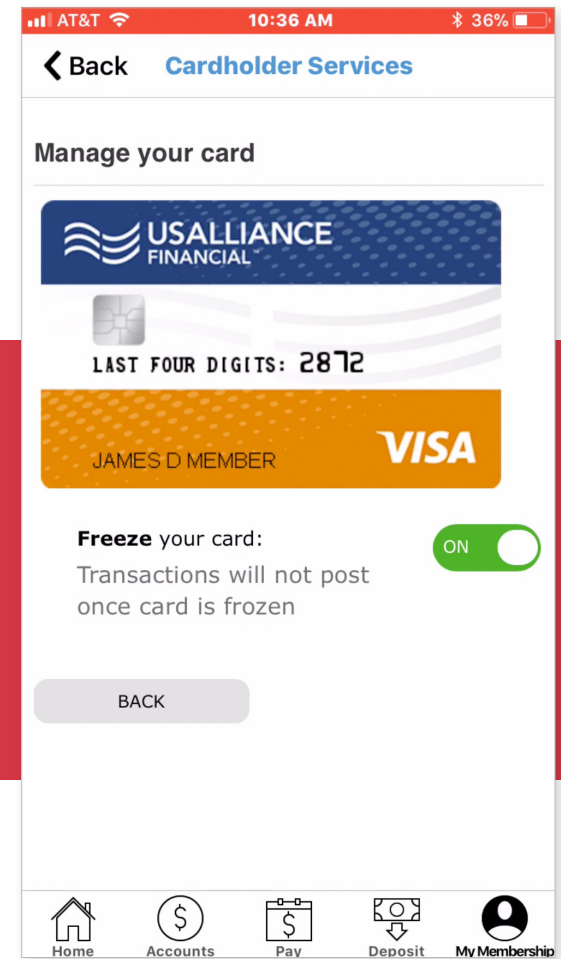 AT&T 10:36 AM 36%
Back Cardholder Services
Manage your card
USALLIANCE
FINANCIAL
LAST FOUR DIGITS: 2872
VISA
JAMES D MEMBER
Freeze your card:
ON
Transactions will not post
once card is frozen
BACK
Home Accounts Pay Deposit My Membership